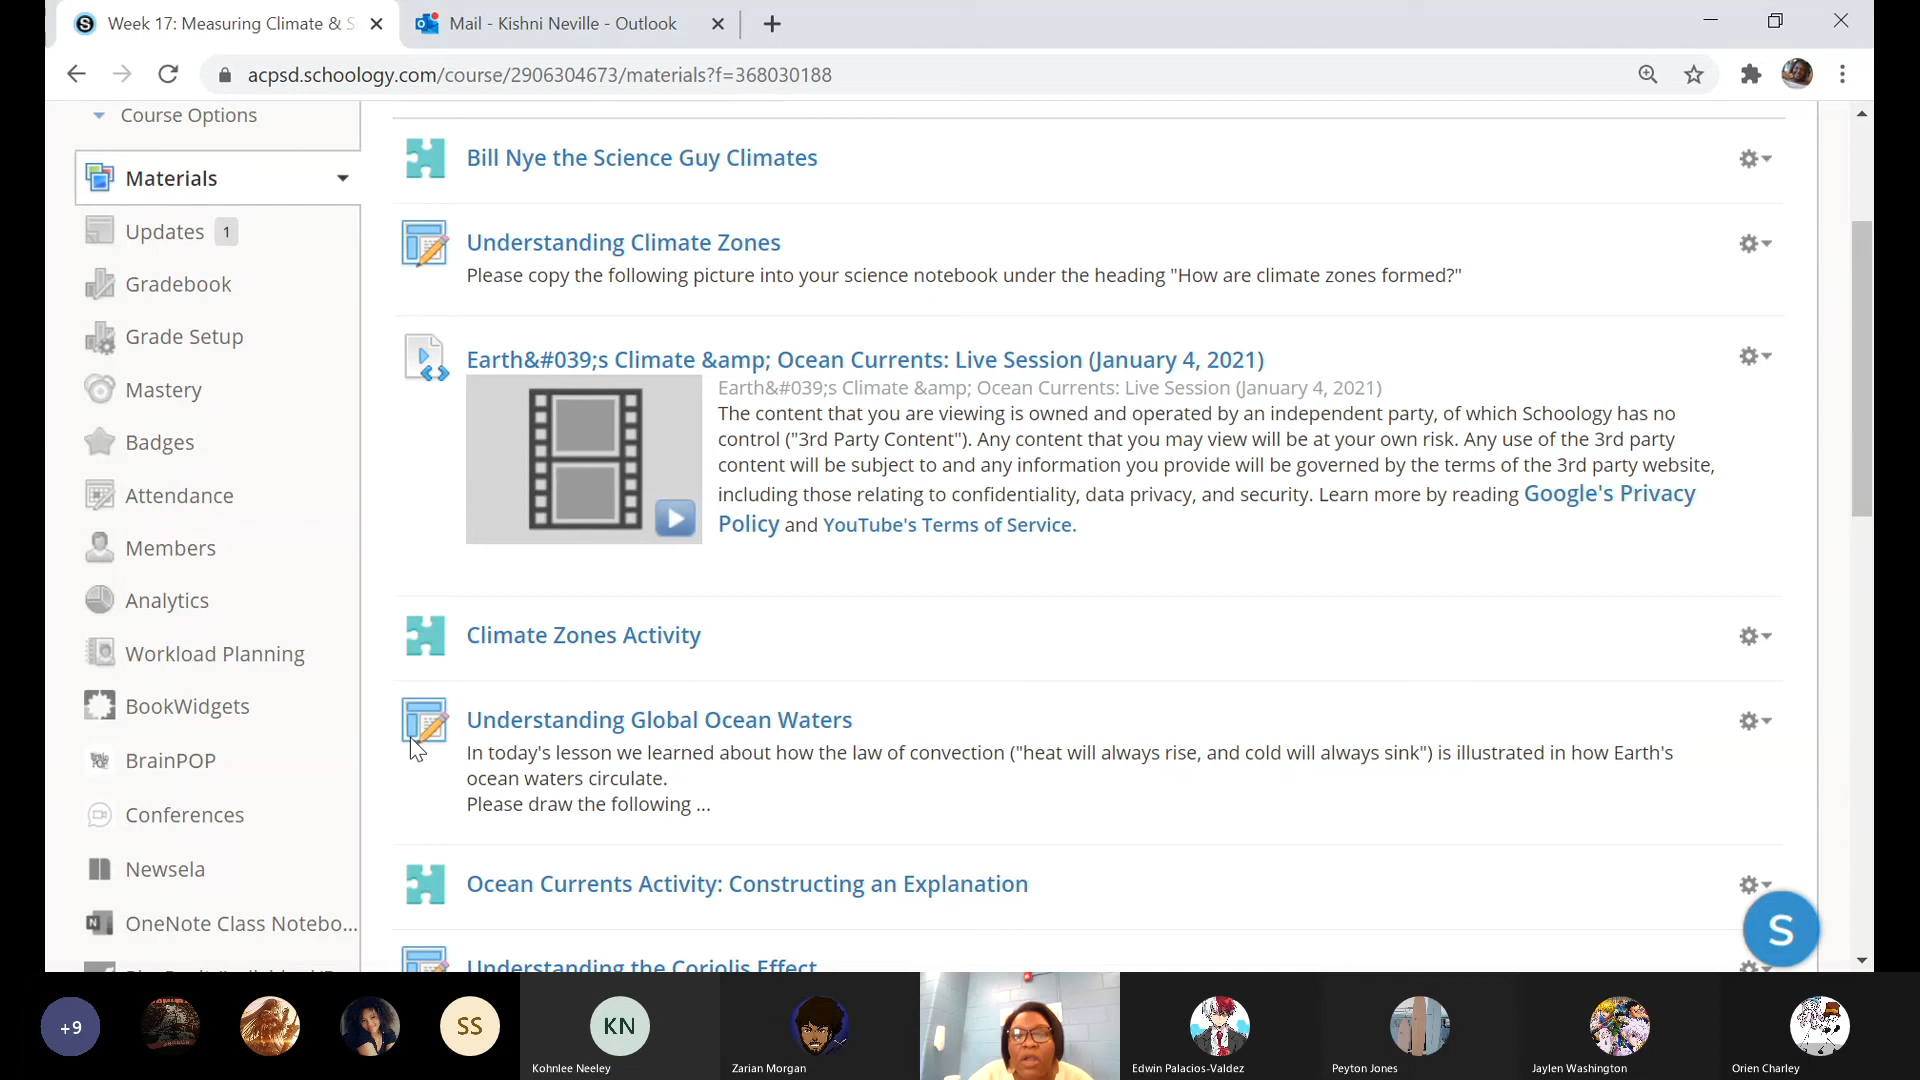 Week 17: Measuring Climate & S
Mail - Kishni Neville - Outlook
acpsd.schoology.com/course/2906304673/materials?f=368030188
Course Options
Materials
Updates 1
Gradebook
Grade Setup
Mastery
Badges
Attendance
Members
Analytics
Workload Planning
BookWidgets
BrainPOP
Conferences
Newsela
OneNote Class Notebo...
Bill Nye the Science Guy Climates
Understanding Climate Zones
Please copy the following picture into your science notebook under the heading "How are climate zones formed?"
Earth&#039;s Climate &amp; Ocean Currents: Live Session (January 4, 2021)
Earth&#039;s Climate &amp; Ocean Currents: Live Session (January 4, 2021)
The content that you are viewing is owned and operated by an independent party, of which Schoology has no
control ("3rd Party Content"). Any content that you may view will be at your own risk. Any use of the 3rd party
content will be subject to and any information you provide will be governed by the terms of the 3rd party website,
including those relating to confidentiality, data privacy, and security. Learn more by reading Google's Privacy
Policy and YouTube's Terms of Service.
Climate Zones Activity
Understanding Global Ocean Waters
In today's lesson we learned about how the law of convection ("heat will always rise, and cold will always sink") is illustrated in how Earth's
ocean waters circulate.
Please draw the following ...
Ocean Currents Activity: Constructing an Explanation
Understanding the Coriolis Effect
S
+9
SS
KN
Kohnlee Neeley
Zarian Morgan
Edwin Palacios-Valdez
Peyton Jones
Jaylen Washington
Orien Charley